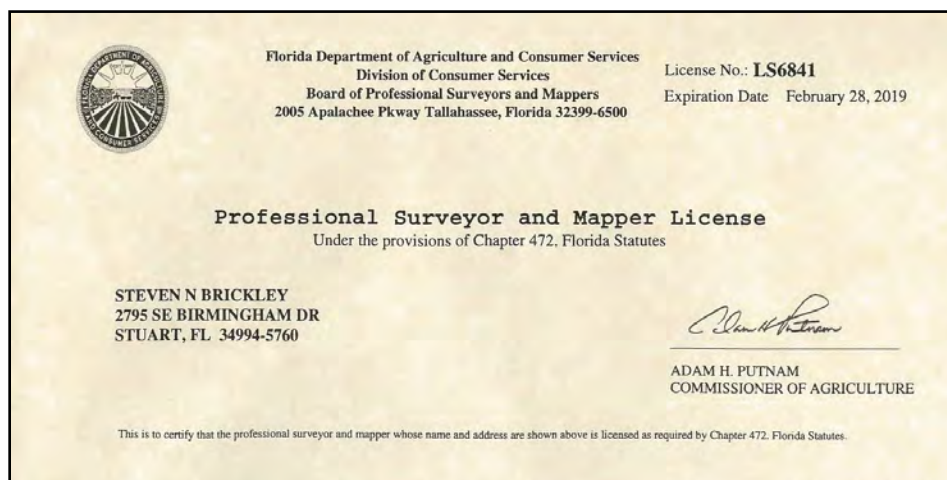 Florida Department of Agriculture and Consumer Services
Division of Consumer Services
Board of Professional Surveyors and Mappers
2005 Apalachee Pkway Tallahassee, Florida 32399-6500
License No.: LS6841
Expiration Date February 28, 2019
Professional Surveyor and Mapper License
Under the provisions of Chapter 472, Florida Statutes
STEVEN N BRICKLEY
2795 SE BIRMINGHAM DR
STUART, FL 34994-5760
Adam H Putnam
ADAM H. PUTNAM
COMMISSIONER OF AGRICULTURE
This is to certify that the professional surveyor and mapper whose name and address are shown above is licensed as required by Chapter 472, Florida Statutes.